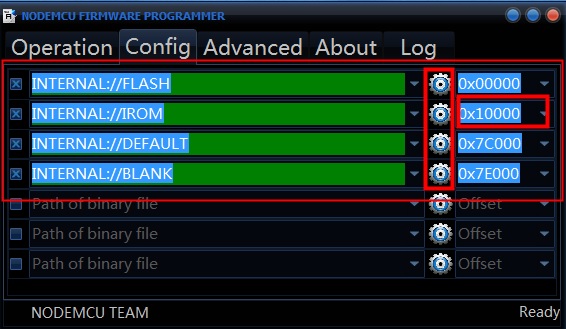 NODEMCU FIRMWARE PROGRAMMER
Operation Config Advanced About Log
INTERNAL://FLASH 0x00000
INTERNAL://IROM 0x10000
INTERNAL://DEFAULT 0x7C000
INTERNAL://BLANK 0x7E000
Path of binary file Offset
Path of binary file Offset
Path of binary file Offset
NODEMCU TEAM Ready